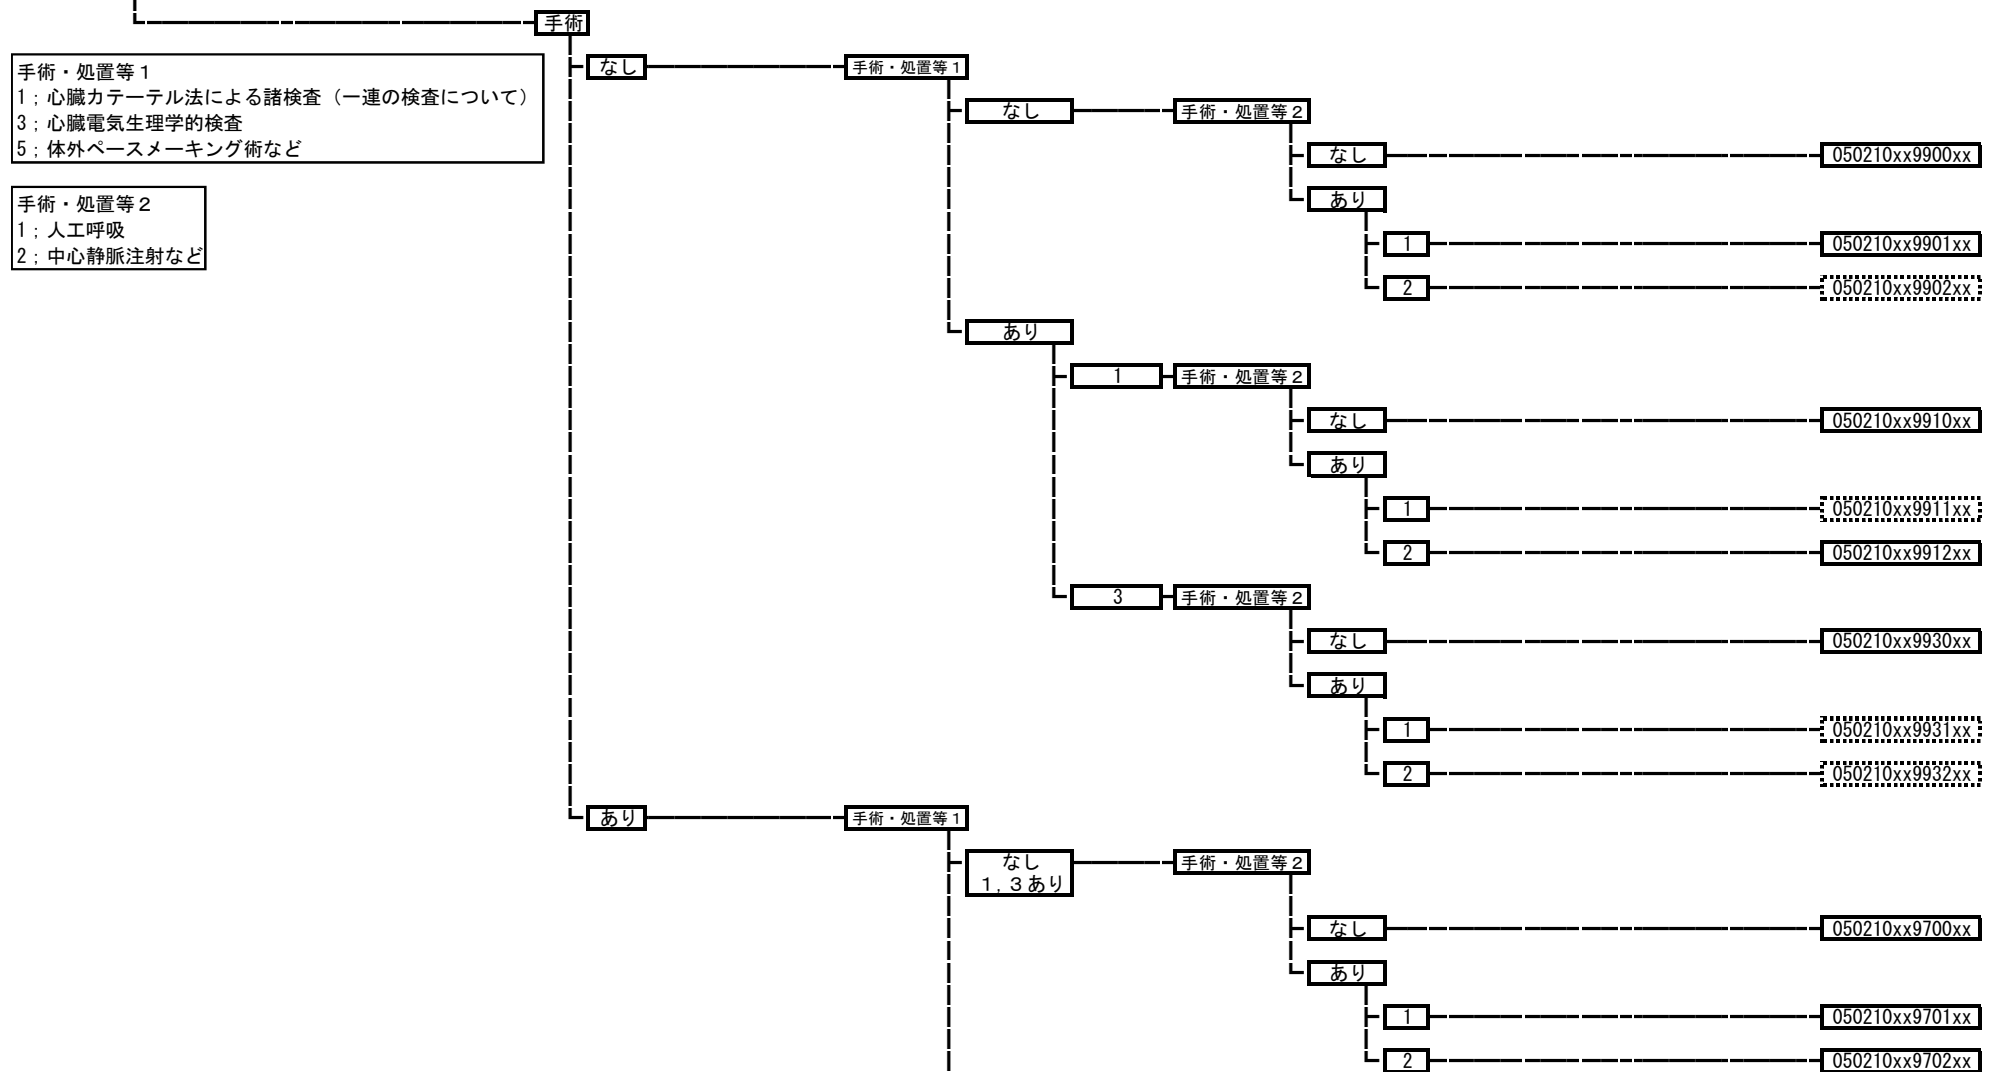 手術
手術・処置等１
1；心臓カテーテル法による諸検査（一連の検査について）
3；心臓電気生理学的検査
5；体外ペースメーキング術など
手術・処置等２
1；人工呼吸
2；中心静脈注射など
なし
手術・処置等１
なし
手術・処置等２
なし
050210xx9900xx
あり
1
050210xx9901xx
2
050210xx9902xx
あり
1
手術・処置等２
なし
050210xx9910xx
あり
1
050210xx9911xx
2
050210xx9912xx
3
手術・処置等２
なし
050210xx9930xx
あり
1
050210xx9931xx
2
050210xx9932xx
あり
手術・処置等１
なし
１，３あり
手術・処置等２
なし
050210xx9700xx
あり
1
050210xx9701xx
2
050210xx9702xx